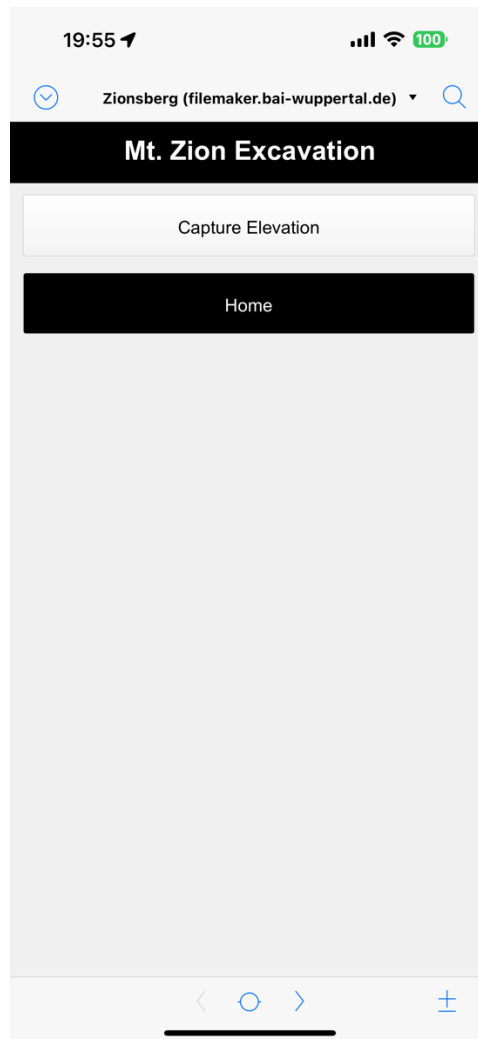 19:55
100
Zionsberg (filemaker.bai-wuppertal.de)
Mt. Zion Excavation
Capture Elevation
Home